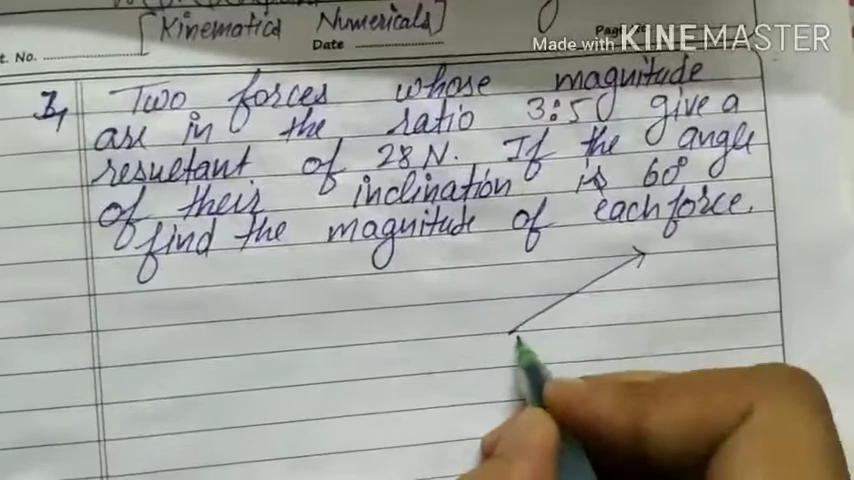 Kinematics Numericals
t. No.
Date
Page
Made with KINEMASTER
Two forces whose magnitude
are in the ratio 3:5 give a
resultant of 28 N. If the angle
of their inclination is 60°
find the magnitude of each force.